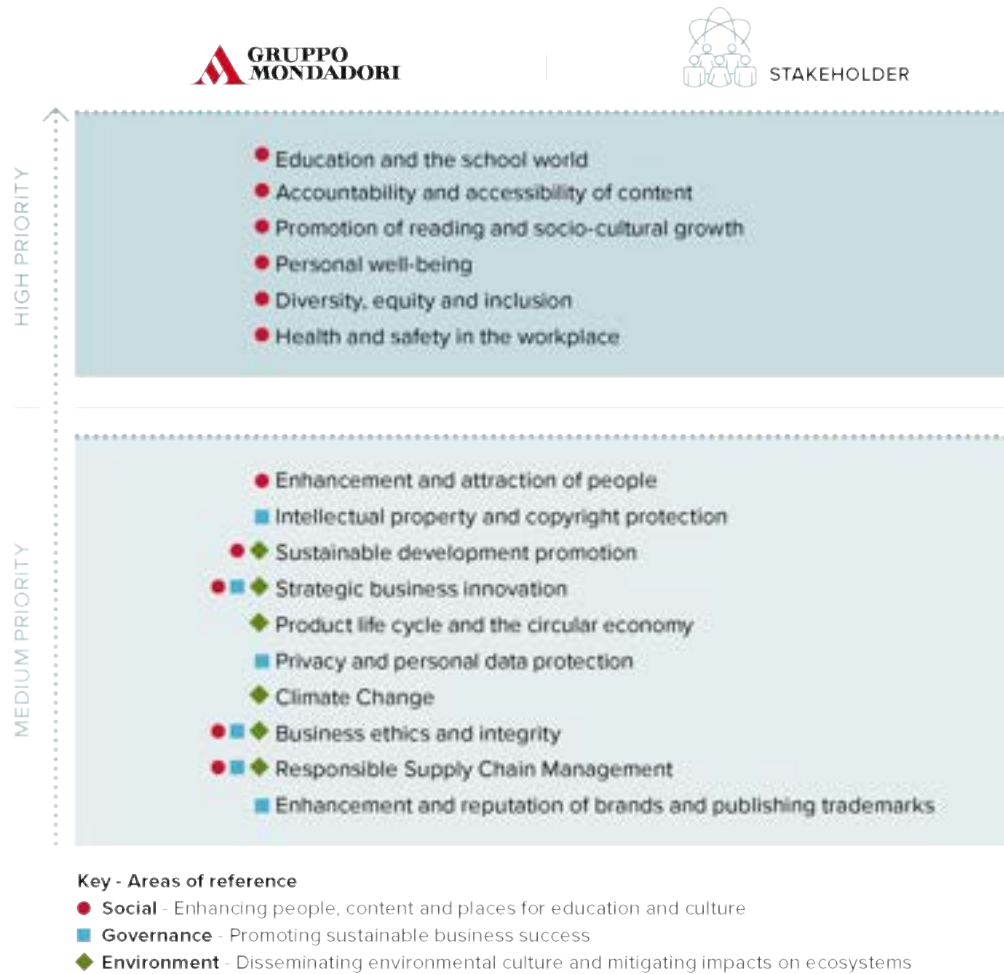 GRUPPO
MONDADORI
STAKEHOLDER
HIGH PRIORITY
Education and the school world
Accountability and accessibility of content
Promotion of reading and socio-cultural growth
Personal well-being
Diversity, equity and inclusion
Health and safety in the workplace
MEDIUM PRIORITY
Enhancement and attraction of people
Intellectual property and copyright protection
Sustainable development promotion
Strategic business innovation
Product life cycle and the circular economy
Privacy and personal data protection
Climate Change
Business ethics and integrity
Responsible Supply Chain Management
Enhancement and reputation of brands and publishing trademarks
Key - Areas of reference
Social - Enhancing people, content and places for education and culture
Governance - Promoting sustainable business success
Environment - Disseminating environmental culture and mitigating impacts on ecosystems